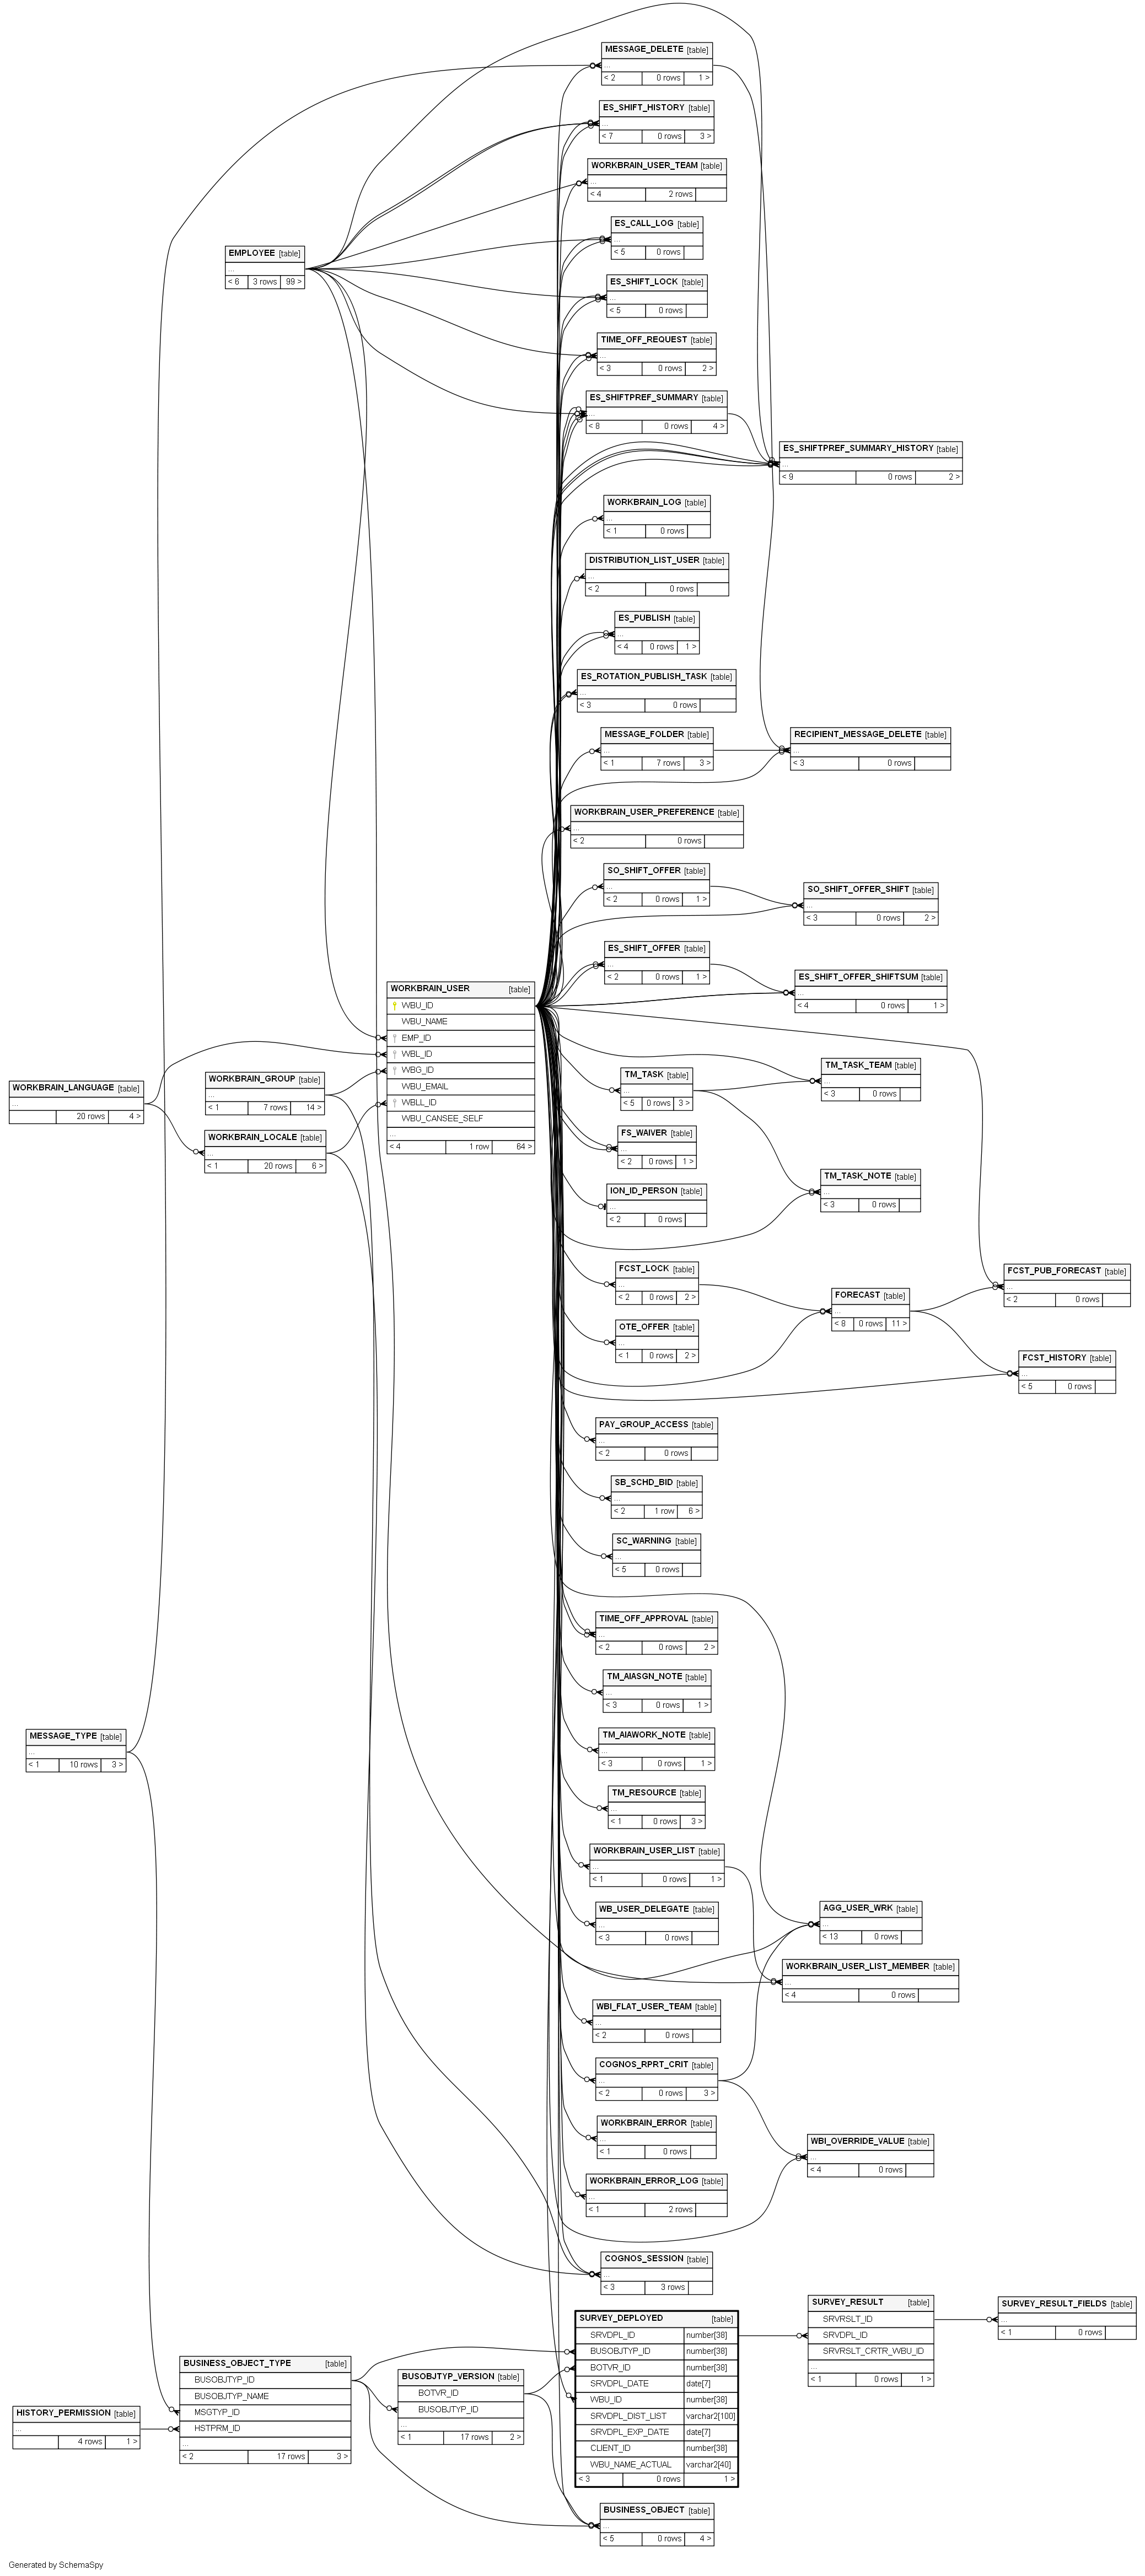 MESSAGE_DELETE [table]
...
< 2 0 rows 1 >
ES_SHIFT_HISTORY [table]
...
< 7 0 rows 3 >
WORKBRAIN_USER_TEAM [table]
...
< 4 2 rows
ES_CALL_LOG [table]
...
< 5 0 rows
EMPLOYEE [table]
...
< 6 3 rows 99 >
ES_SHIFT_LOCK [table]
...
< 5 0 rows
TIME_OFF_REQUEST [table]
...
< 3 0 rows 2 >
ES_SHIFTPREF_SUMMARY [table]
...
< 8 0 rows 4 >
ES_SHIFTPREF_SUMMARY_HISTORY [table]
...
< 9 0 rows 2 >
WORKBRAIN_LOG [table]
...
< 1 0 rows
DISTRIBUTION_LIST_USER [table]
...
< 2 0 rows
ES_PUBLISH [table]
...
< 4 0 rows 1 >
ES_ROTATION_PUBLISH_TASK [table]
...
< 3 0 rows
MESSAGE_FOLDER [table]
...
< 1 7 rows 3 >
RECIPIENT_MESSAGE_DELETE [table]
...
< 3 0 rows
WORKBRAIN_USER_PREFERENCE [table]
...
< 2 0 rows
SO_SHIFT_OFFER [table]
...
< 2 0 rows 1 >
SO_SHIFT_OFFER_SHIFT [table]
...
< 3 0 rows 2 >
ES_SHIFT_OFFER [table]
...
< 2 0 rows 1 >
ES_SHIFT_OFFER_SHIFTSUM [table]
...
< 4 0 rows 1 >
WORKBRAIN_USER [table]
WBU_ID
WBU_NAME
EMP_ID
WBL_ID
WBG_ID
WBU_EMAIL
WBLL_ID
WBU_CANSEE_SELF
...
< 4 1 row 64 >
WORKBRAIN_LANGUAGE [table]
...
20 rows 4 >
WORKBRAIN_GROUP [table]
...
< 1 7 rows 14 >
WORKBRAIN_LOCALE [table]
...
< 1 20 rows 6 >
TM_TASK [table]
...
< 5 0 rows 3 >
TM_TASK_TEAM [table]
...
< 3 0 rows
FS_WAIVER [table]
...
< 2 0 rows 1 >
TM_TASK_NOTE [table]
...
< 3 0 rows
ION_ID_PERSON [table]
...
< 2 0 rows
FCST_LOCK [table]
...
< 2 0 rows 2 >
FORECAST [table]
...
< 8 0 rows 11 >
FCST_PUB_FORECAST [table]
...
< 2 0 rows
OTE_OFFER [table]
...
< 1 0 rows 2 >
FCST_HISTORY [table]
...
< 5 0 rows
PAY_GROUP_ACCESS [table]
...
< 2 0 rows
SB_SCHD_BID [table]
...
< 2 1 row 6 >
SC_WARNING [table]
...
< 5 0 rows
TIME_OFF_APPROVAL [table]
...
< 2 0 rows 2 >
TM_AIASGN_NOTE [table]
...
< 3 0 rows 1 >
MESSAGE_TYPE [table]
...
< 1 10 rows 3 >
TM_AIAWORK_NOTE [table]
...
< 3 0 rows 1 >
TM_RESOURCE [table]
...
< 1 0 rows 3 >
WORKBRAIN_USER_LIST [table]
...
< 1 0 rows 1 >
WB_USER_DELEGATE [table]
...
< 3 0 rows
AGG_USER_WRK [table]
...
< 13 0 rows
WORKBRAIN_USER_LIST_MEMBER [table]
...
< 4 0 rows
WBI_FLAT_USER_TEAM [table]
...
< 2 0 rows
COGNOS_RPRT_CRIT [table]
...
< 2 0 rows 3 >
WORKBRAIN_ERROR [table]
...
< 1 0 rows
WBI_OVERRIDE_VALUE [table]
...
< 4 0 rows
WORKBRAIN_ERROR_LOG [table]
...
< 1 2 rows
COGNOS_SESSION [table]
...
< 3 3 rows
SURVEY_DEPLOYED [table]
SRVDPL_ID number[38]
BUSOBJTYP_ID number[38]
BOTVR_ID number[38]
SRVDPL_DATE date[7]
WBU_ID number[38]
SRVDPL_DIST_LIST varchar2[100]
SRVDPL_EXP_DATE date[7]
CLIENT_ID number[38]
WBU_NAME_ACTUAL varchar2[40]
< 3 0 rows 1 >
SURVEY_RESULT [table]
SRVRSLT_ID
SRVDPL_ID
SRVRSLT_CRTR_WBU_ID
...
< 1 0 rows 1 >
SURVEY_RESULT_FIELDS [table]
...
< 1 0 rows
BUSINESS_OBJECT_TYPE [table]
BUSOBJTYP_ID
BUSOBJTYP_NAME
MSGTYP_ID
HSTPRM_ID
...
< 2 17 rows 3 >
BUSOBJTYP_VERSION [table]
BOTVR_ID
BUSOBJTYP_ID
...
< 1 17 rows 2 >
HISTORY_PERMISSION [table]
...
4 rows 1 >
BUSINESS_OBJECT [table]
...
< 5 0 rows 4 >
Generated by SchemaSpy